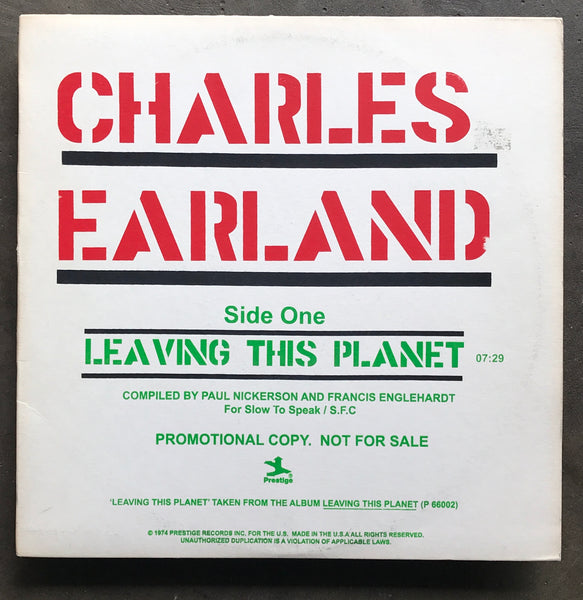 CHARLES
EARLAND
Side One
LEAVING THIS PLANET 07:29
COMPILED BY PAUL NICKERSON AND FRANCIS ENGLEHARDT
For Slow To Speak / S.F.C
PROMOTIONAL COPY. NOT FOR SALE
Prestige®
'LEAVING THIS PLANET' TAKEN FROM THE ALBUM LEAVING THIS PLANET (P 66002)
© 1974 PRESTIGE RECORDS INC. FOR THE U.S. MADE IN THE U.S.A ALL RIGHTS RESERVED.
UNAUTHORIZED DUPLICATION IS A VIOLATION OF APPLICABLE LAWS.